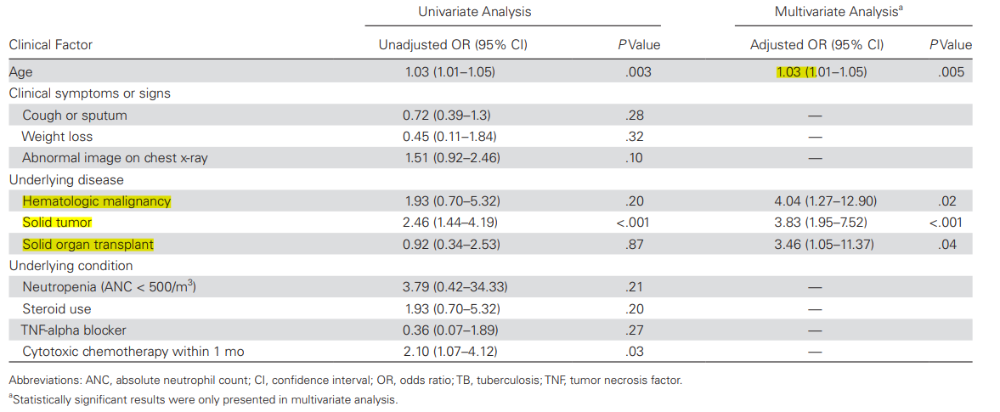 Univariate Analysis Multivariate Analysisa
Clinical Factor Unadjusted OR (95% CI) P Value Adjusted OR (95% CI) P Value
Age 1.03 (1.01–1.05) .003 1.03 (1.01–1.05) .005
Clinical symptoms or signs
Cough or sputum 0.72 (0.39–1.3) .28 —
Weight loss 0.45 (0.11–1.84) .32 —
Abnormal image on chest x-ray 1.51 (0.92–2.46) .10 —
Underlying disease
Hematologic malignancy 1.93 (0.70–5.32) .20 4.04 (1.27–12.90) .02
Solid tumor 2.46 (1.44–4.19) <.001 3.83 (1.95–7.52) <.001
Solid organ transplant 0.92 (0.34–2.53) .87 3.46 (1.05–11.37) .04
Underlying condition
Neutropenia (ANC < 500/m3) 3.79 (0.42–34.33) .21 —
Steroid use 1.93 (0.70–5.32) .20 —
TNF-alpha blocker 0.36 (0.07–1.89) .27 —
Cytotoxic chemotherapy within 1 mo 2.10 (1.07–4.12) .03 —
Abbreviations: ANC, absolute neutrophil count; CI, confidence interval; OR, odds ratio; TB, tuberculosis; TNF, tumor necrosis factor.
aStatistically significant results were only presented in multivariate analysis.